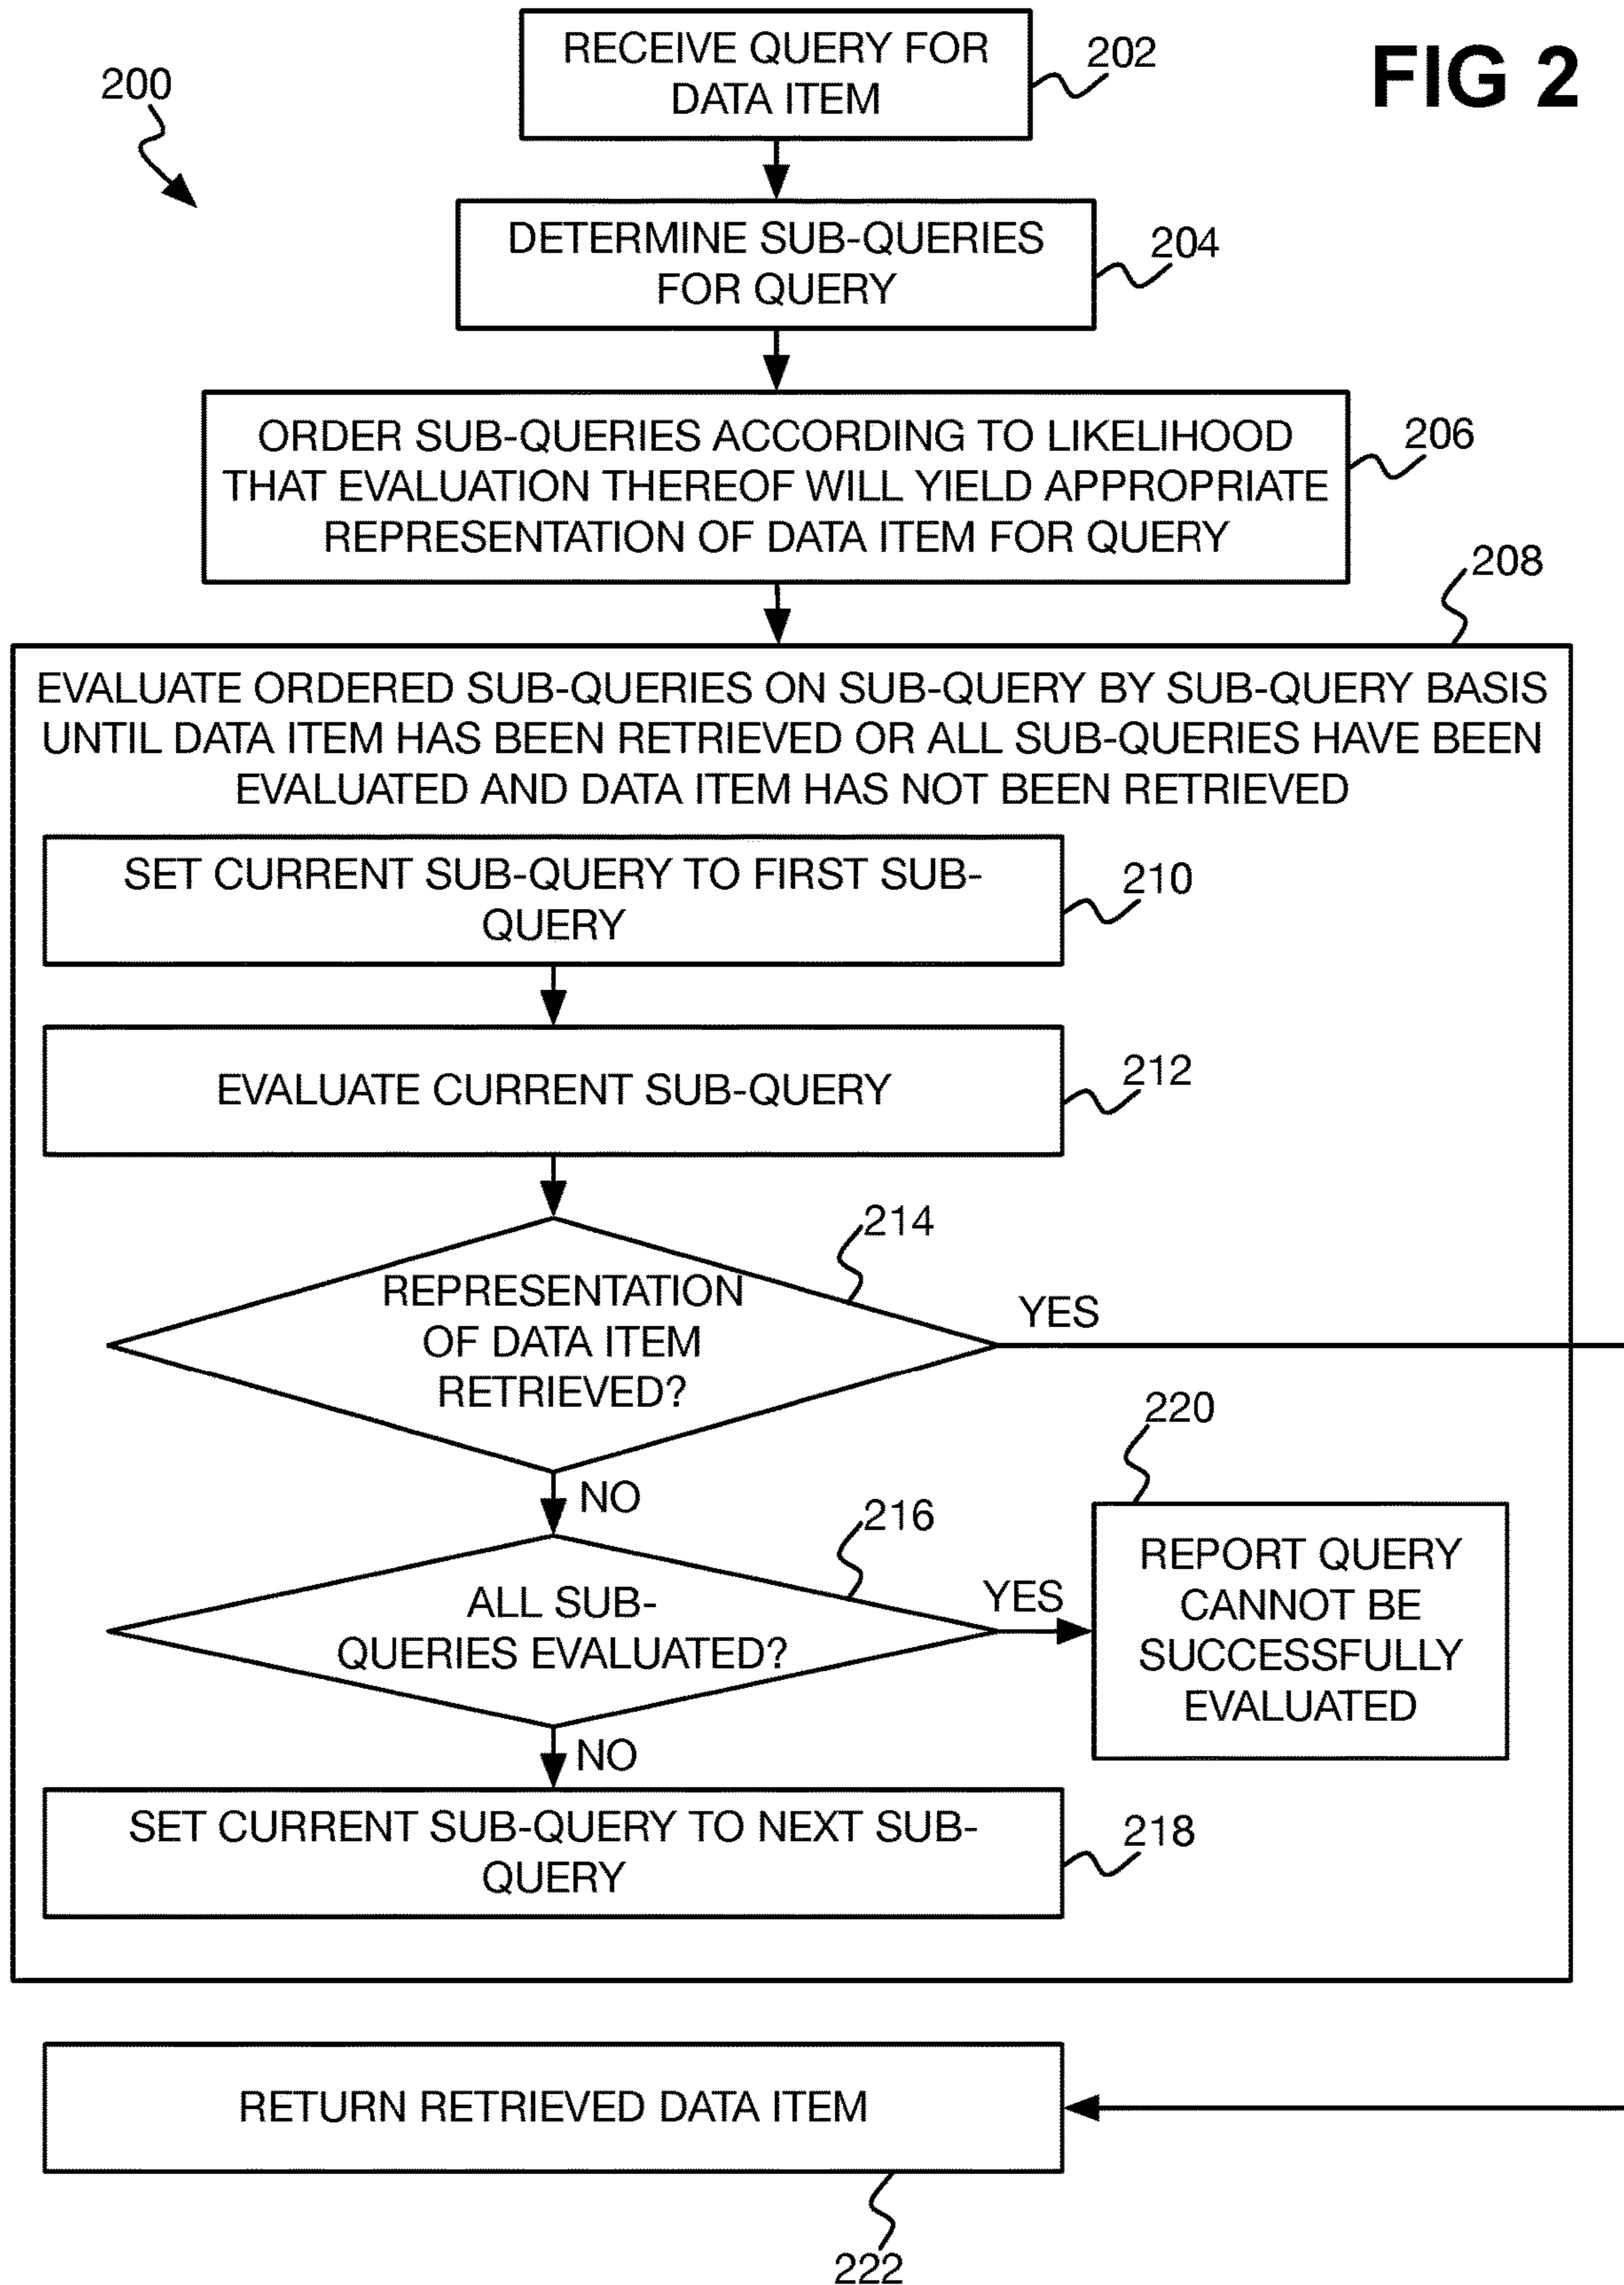 FIG 2
200
RECEIVE QUERY FOR
DATA ITEM
202
DETERMINE SUB-QUERIES
FOR QUERY
204
ORDER SUB-QUERIES ACCORDING TO LIKELIHOOD
THAT EVALUATION THEREOF WILL YIELD APPROPRIATE
REPRESENTATION OF DATA ITEM FOR QUERY
206
208
EVALUATE ORDERED SUB-QUERIES ON SUB-QUERY BY SUB-QUERY BASIS
UNTIL DATA ITEM HAS BEEN RETRIEVED OR ALL SUB-QUERIES HAVE BEEN
EVALUATED AND DATA ITEM HAS NOT BEEN RETRIEVED
SET CURRENT SUB-QUERY TO FIRST SUB-
QUERY
210
EVALUATE CURRENT SUB-QUERY
212
214
REPRESENTATION
OF DATA ITEM
RETRIEVED?
YES
NO
216
ALL SUB-
QUERIES EVALUATED?
YES
220
REPORT QUERY
CANNOT BE
SUCCESSFULLY
EVALUATED
NO
SET CURRENT SUB-QUERY TO NEXT SUB-
QUERY
218
RETURN RETRIEVED DATA ITEM
222